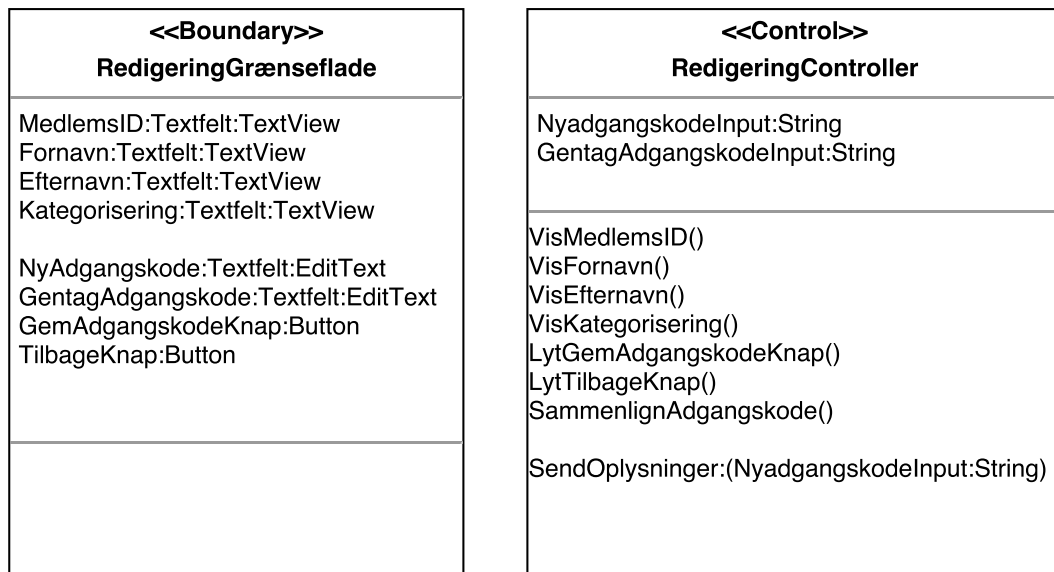 <<Boundary>>
RedigeringGrænseflade
MedlemsID:Textfelt:TextView
Fornavn:Textfelt:TextView
Efternavn:Textfelt:TextView
Kategorisering:Textfelt:TextView
NyAdgangskode:Textfelt:EditText
GentagAdgangskode:Textfelt:EditText
GemAdgangskodeKnap:Button
TilbageKnap:Button
<<Control>>
RedigeringController
NyadgangskodeInput:String
GentagAdgangskodeInput:String
VisMedlemsID()
VisFornavn()
VisEfternavn()
VisKategorisering()
LytGemAdgangskodeKnap()
LytTilbageKnap()
SammenlignAdgangskode()
SendOplysninger:(NyadgangskodeInput:String)